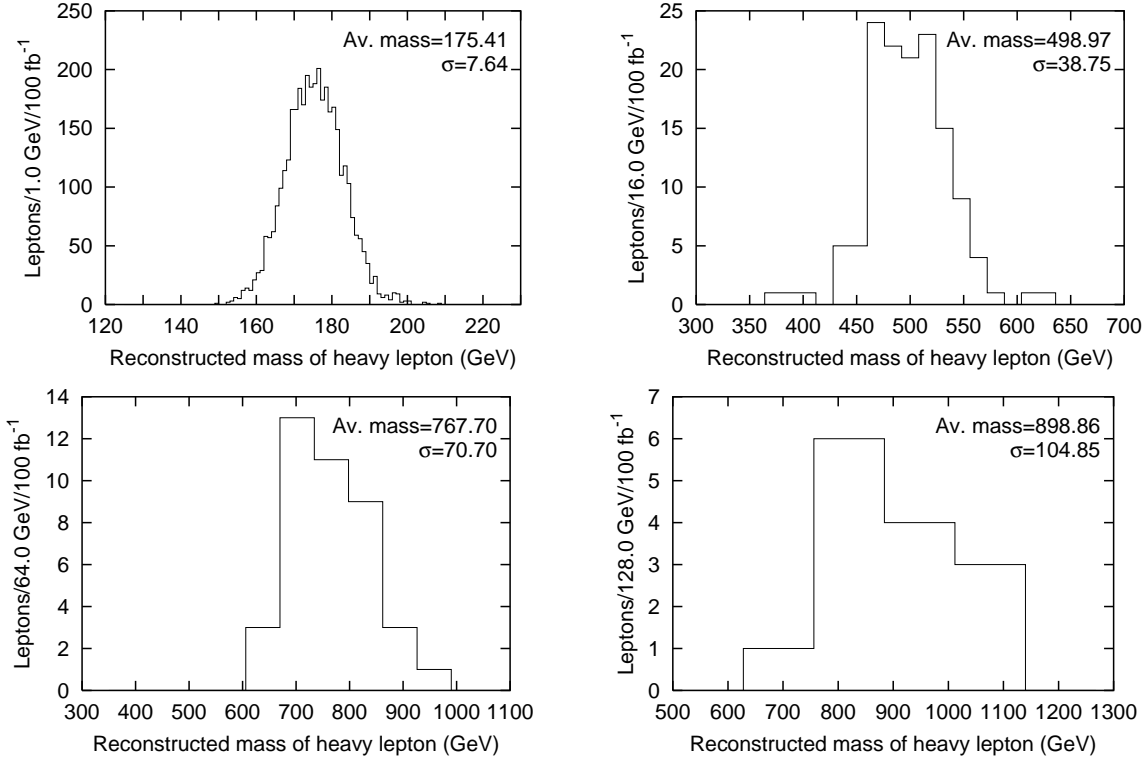 Leptons/1.0 GeV/100 fb-1
250
200
150
100
50
0
Av. mass=175.41
σ=7.64
120 140 160 180 200 220
Reconstructed mass of heavy lepton (GeV)
Leptons/16.0 GeV/100 fb-1
25
20
15
10
5
0
Av. mass=498.97
σ=38.75
300 350 400 450 500 550 600 650 700
Reconstructed mass of heavy lepton (GeV)
Leptons/64.0 GeV/100 fb-1
14
12
10
8
6
4
2
0
Av. mass=767.70
σ=70.70
300 400 500 600 700 800 900 1000 1100
Reconstructed mass of heavy lepton (GeV)
Leptons/128.0 GeV/100 fb-1
7
6
5
4
3
2
1
0
Av. mass=898.86
σ=104.85
500 600 700 800 900 1000 1100 1200 1300
Reconstructed mass of heavy lepton (GeV)